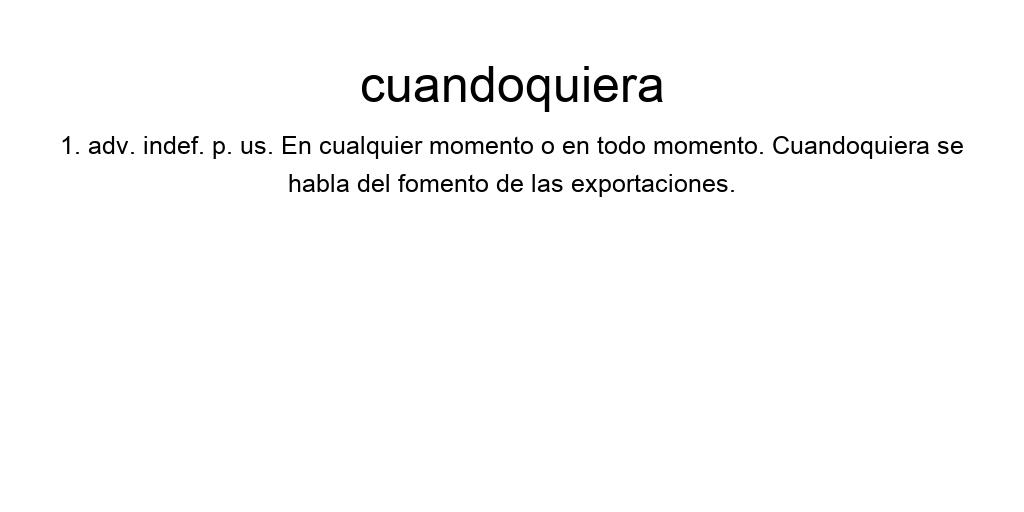 cuandoquiera
1. adv. indef. p. us. En cualquier momento o en todo momento. Cuandoquiera se
habla del fomento de las exportaciones.